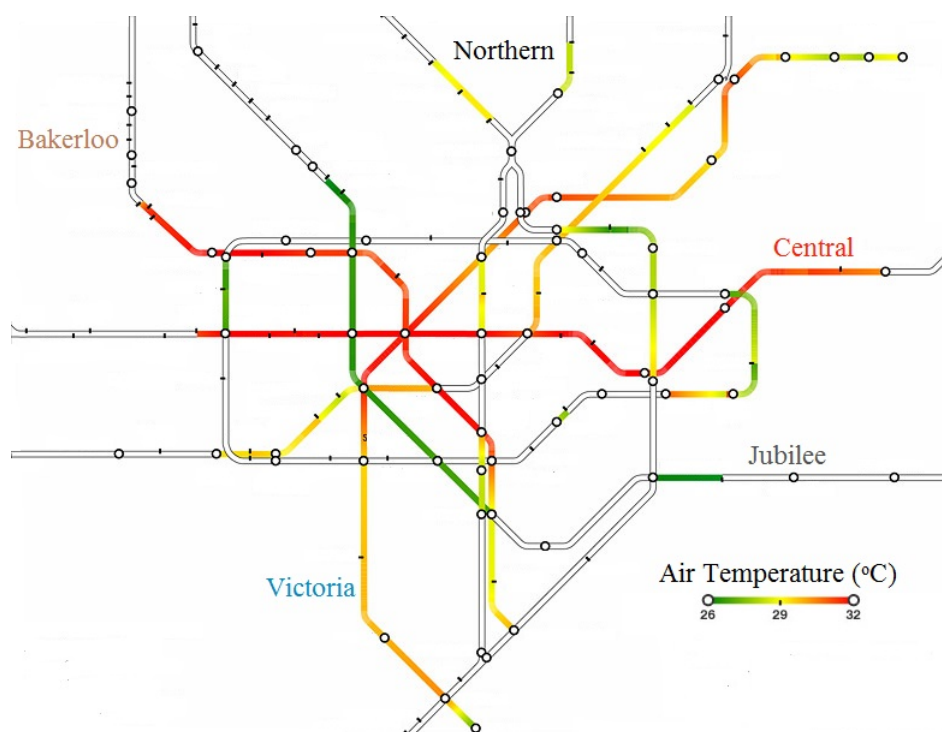 Northern
Bakerloo
Central
Jubilee
Victoria
Air Temperature (°C)
26 29 32